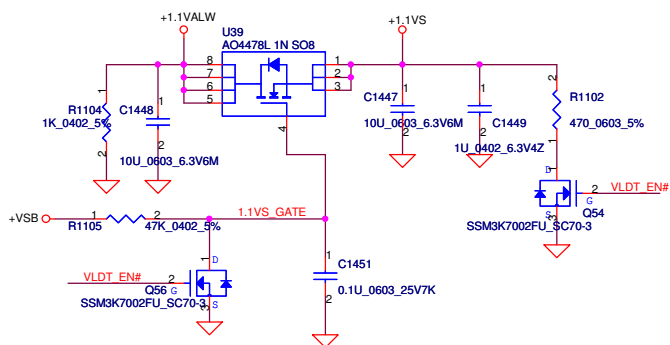 +1.1VALW
+1.1VS
U39
AO4478L 1N SO8
8
7
6
5
1
2
3
4
1
R1104
1K_0402_5%
2
1
C1448
2
10U_0603_6.3V6M
1
C1447
2
10U_0603_6.3V6M
1
C1449
2
1U_0402_6.3V4Z
2
R1102
470_0603_5%
1
1
D
2
G
VLDT_EN#
S
3
Q54
SSM3K7002FU_SC70-3
+VSB
1
2
R1105
47K_0402_5%
1.1VS_GATE
VLDT_EN#
2
G
1
D
S
3
Q56
SSM3K7002FU_SC70-3
1
C1451
2
0.1U_0603_25V7K